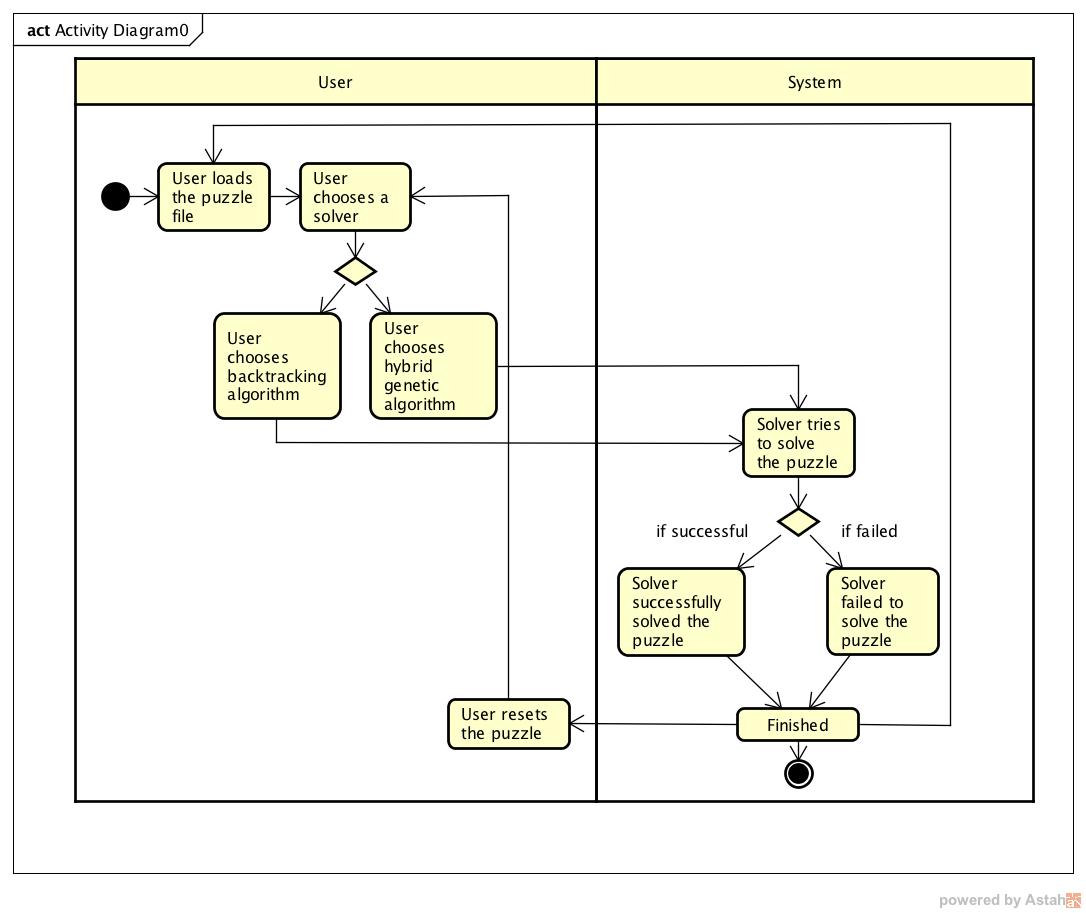 act Activity Diagram0
User
System
User loads
the puzzle
file
User
chooses a
solver
User
chooses
backtracking
algorithm
User
chooses
hybrid
genetic
algorithm
Solver tries
to solve
the puzzle
if successful
if failed
Solver
successfully
solved the
puzzle
Solver
failed to
solve the
puzzle
User resets
the puzzle
Finished
powered by Astah